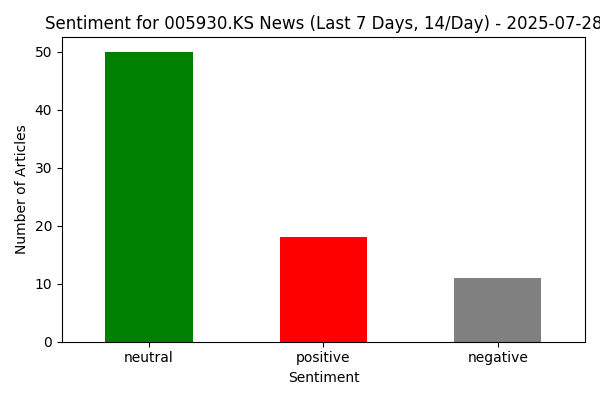 Sentiment for 005930.KS News (Last 7 Days, 14/Day) - 2025-07-28
Number of Articles
50
40
30
20
10
0
neutral positive negative
Sentiment